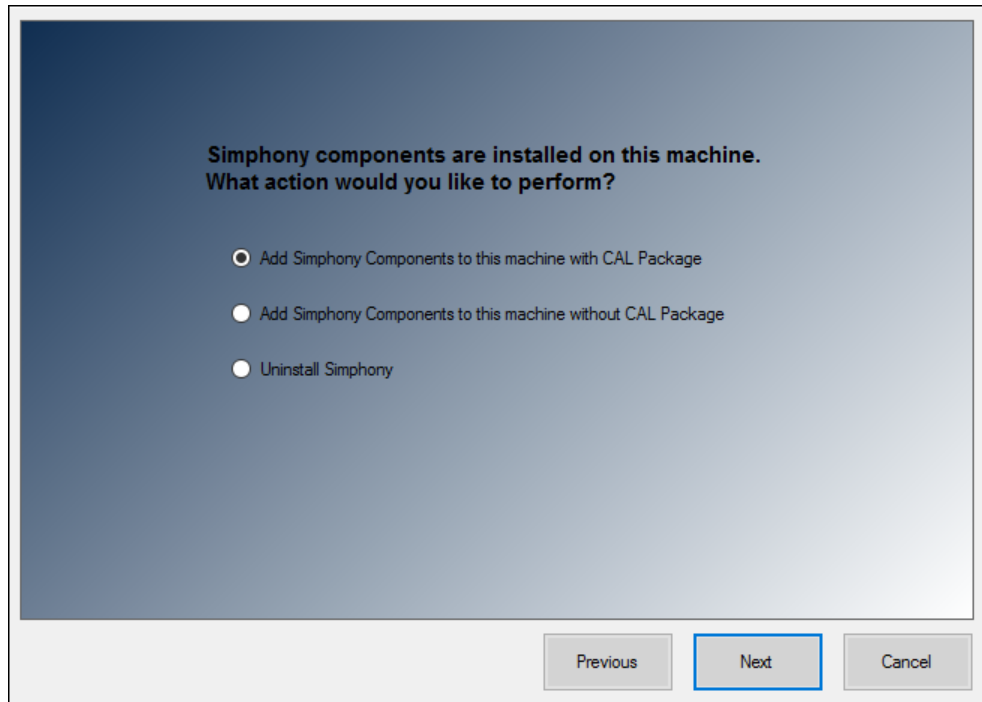 Simphony components are installed on this machine.
What action would you like to perform?
Add Simphony Components to this machine with CAL Package
Add Simphony Components to this machine without CAL Package
Uninstall Simphony
Previous Next Cancel